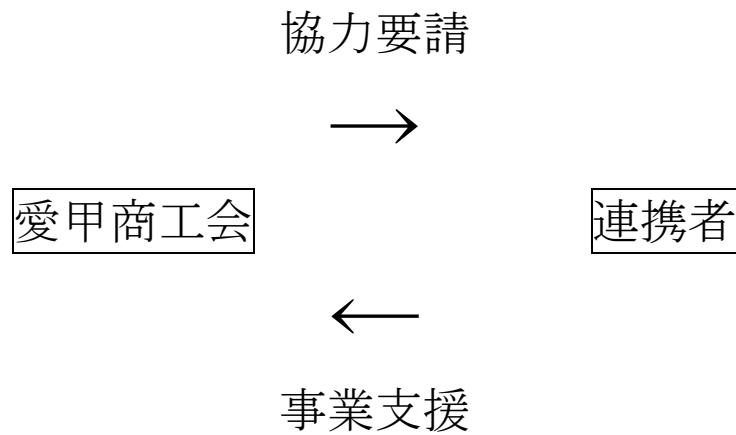 協力要請
→
愛甲商工会 連携者
←
事業支援